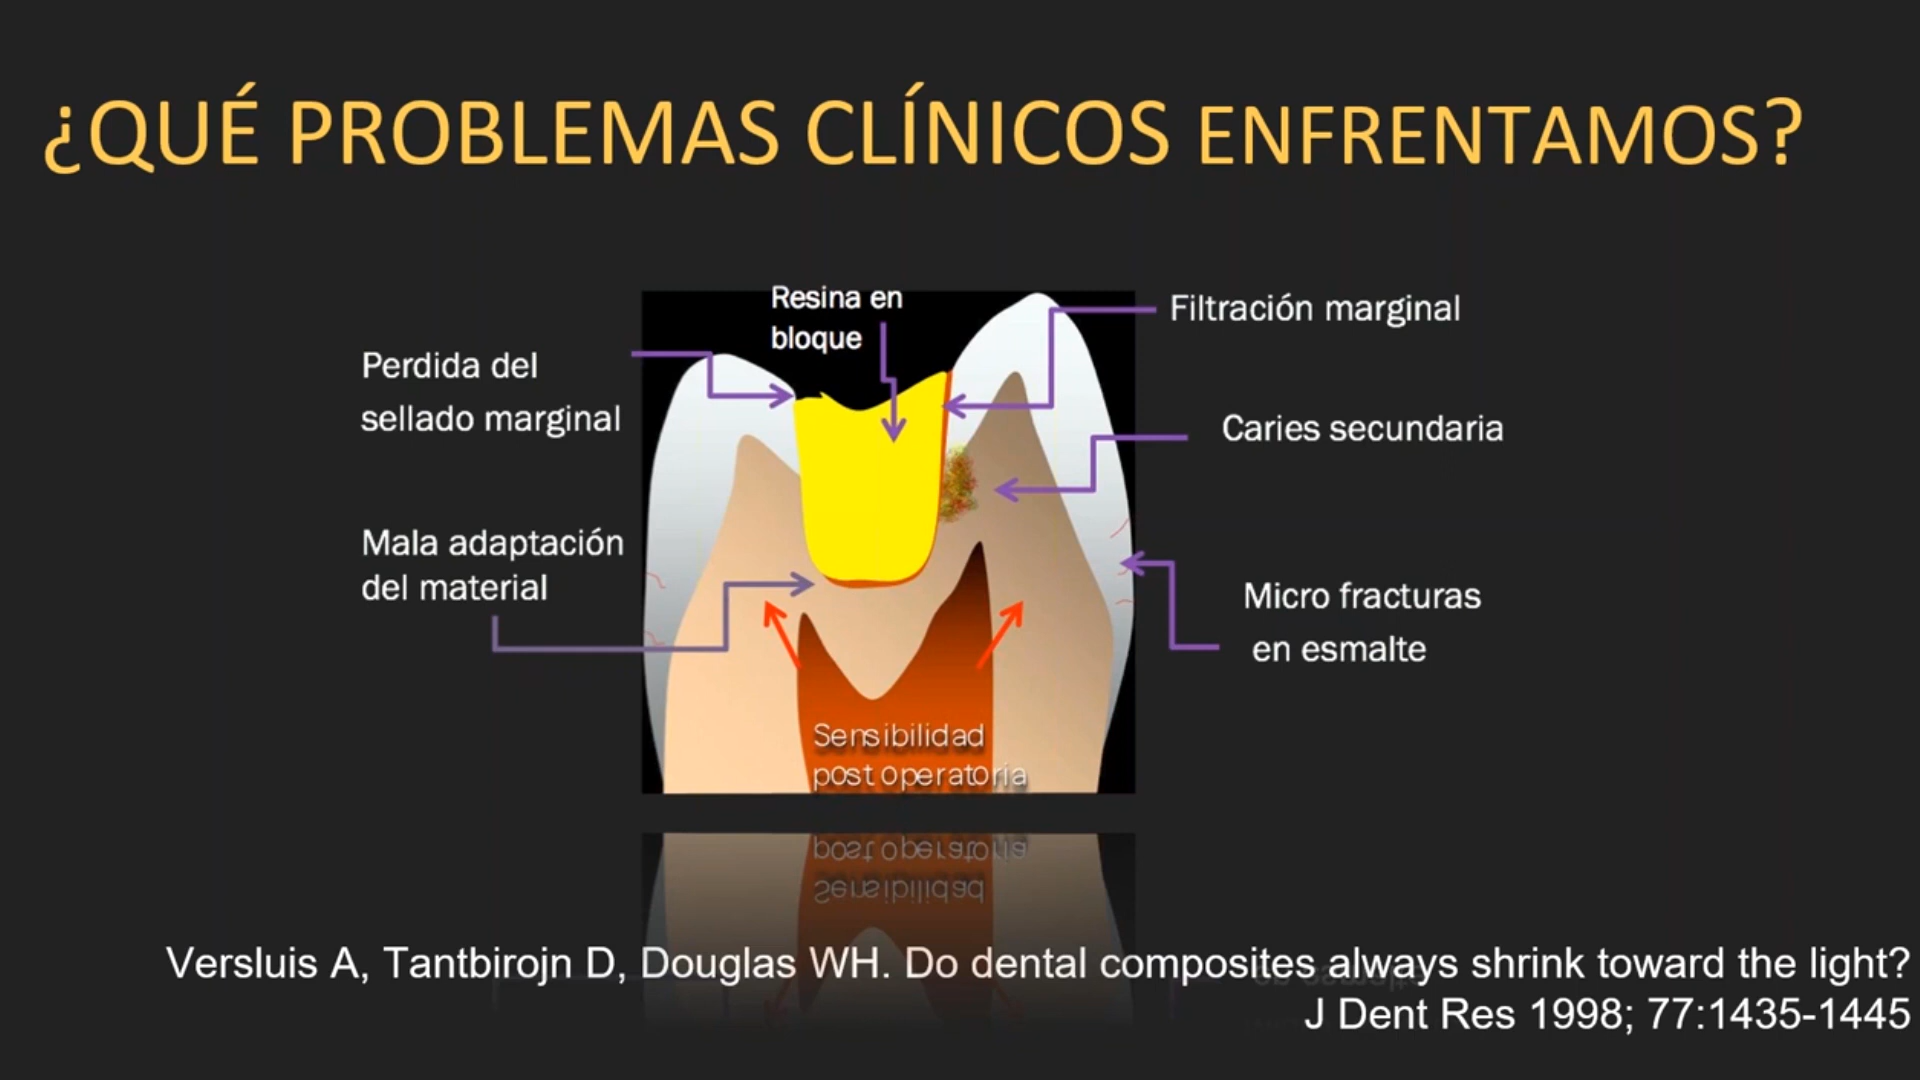 ¿QUÉ PROBLEMAS CLÍNICOS ENFRENTAMOS?
Resina en
bloque
Filtración marginal
Perdida del
sellado marginal
Caries secundaria
Mala adaptación
del material
Micro fracturas
en esmalte
Sensibilidad
post operatoria
Versluis A, Tantbirojn D, Douglas WH. Do dental composites always shrink toward the light?
J Dent Res 1998; 77:1435-1445